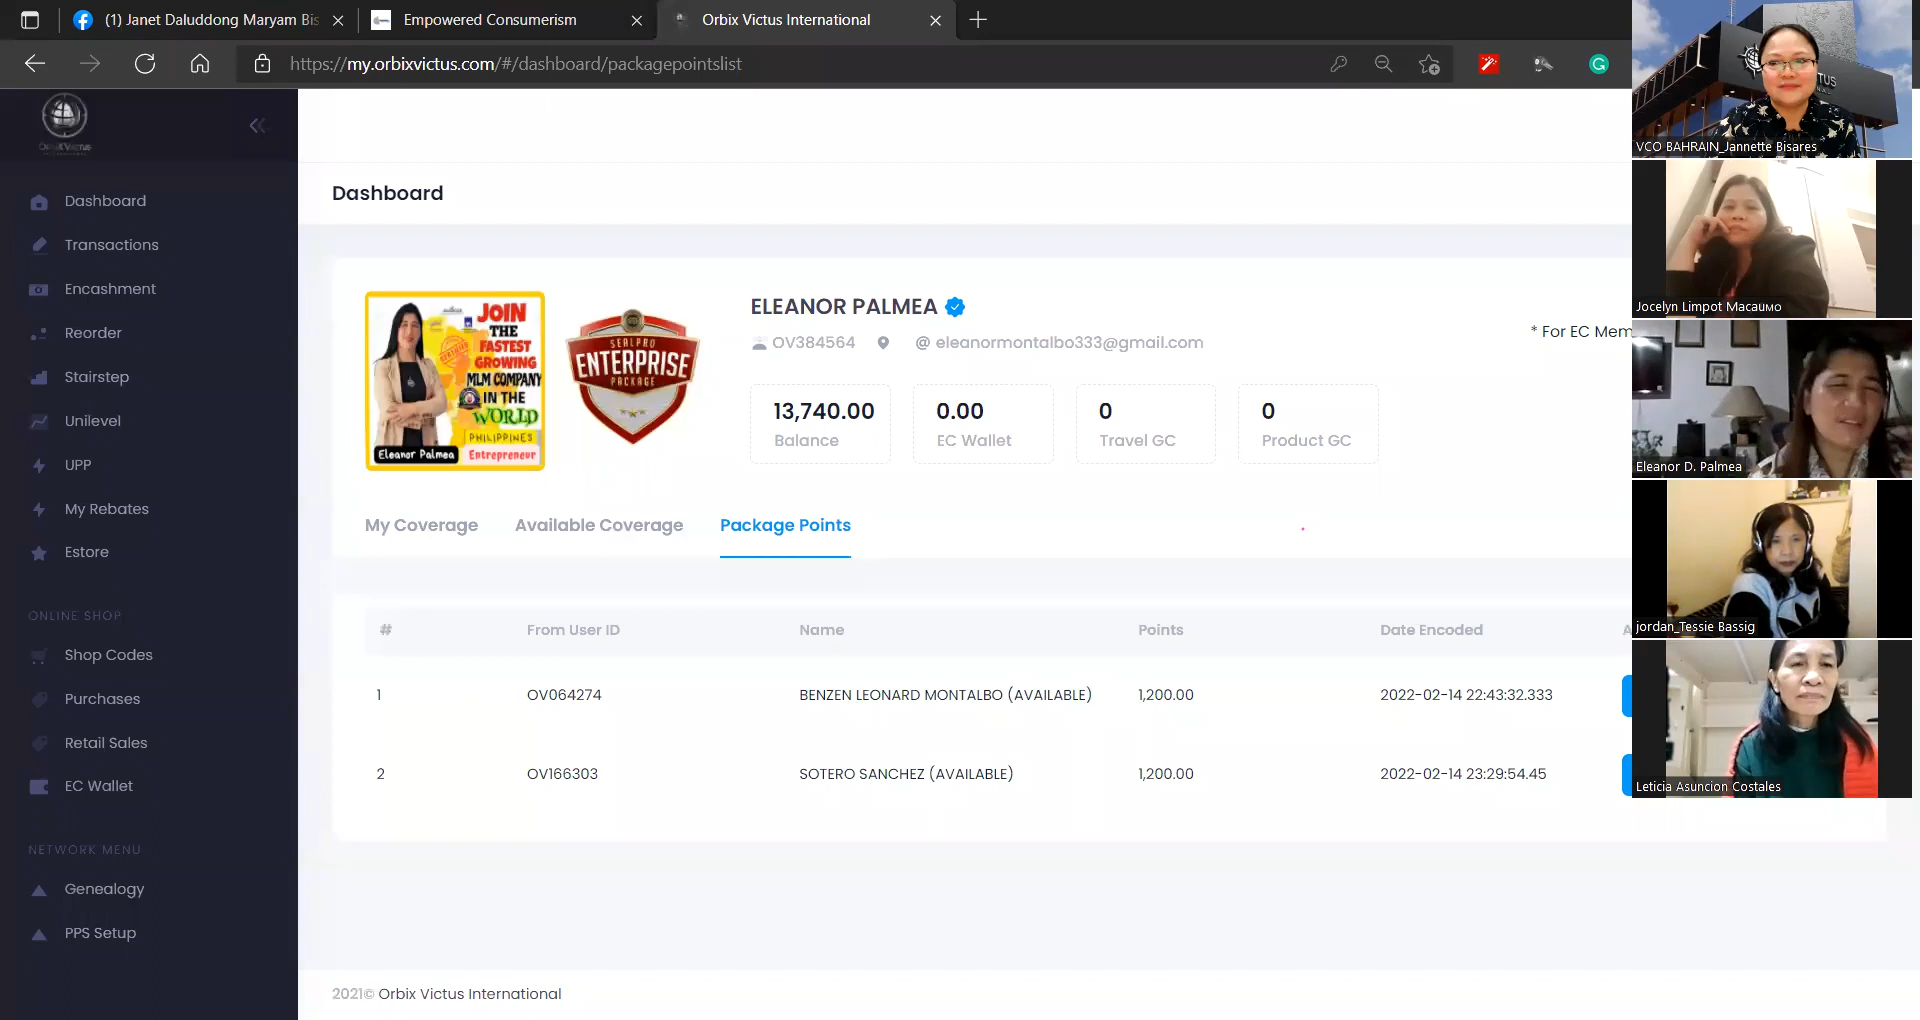 (1) Janet Daluddong Maryam Bis
Empowered Consumerism
Orbix Victus International
https://my.orbixvictus.com/#/dashboard/packagepointslist
Dashboard
Transactions
Encashment
Reorder
Stairstep
Unilevel
UPP
My Rebates
Estore
ONLINE SHOP
Shop Codes
Purchases
Retail Sales
EC Wallet
NETWORK MENU
Genealogy
PPS Setup
Dashboard
JOIN
THE
FASTEST
GROWING
MLM COMPANY
IN THE
WORLD
PHILIPPINES
Eleanor Palmea Entrepreneur
SEALPRO
ENTERPRISE
PACKAGE
ELEANOR PALMEA
OV384564 @ eleanormontalbo333@gmail.com
* For EC Mem
13,740.00
Balance
0.00
EC Wallet
0
Travel GC
0
Product GC
My Coverage Available Coverage Package Points
# From User ID Name Points Date Encoded A
1 OV064274 BENZEN LEONARD MONTALBO (AVAILABLE) 1,200.00 2022-02-14 22:43:32.333
2 OV166303 SOTERO SANCHEZ (AVAILABLE) 1,200.00 2022-02-14 23:29:54.45
2021© Orbix Victus International
VCO BAHRAIN_Jannette Bisares
Jocelyn Limpot Macaumo
Eleanor D. Palmea
jordan_Tessie Bassig
Leticia Asuncion Costales